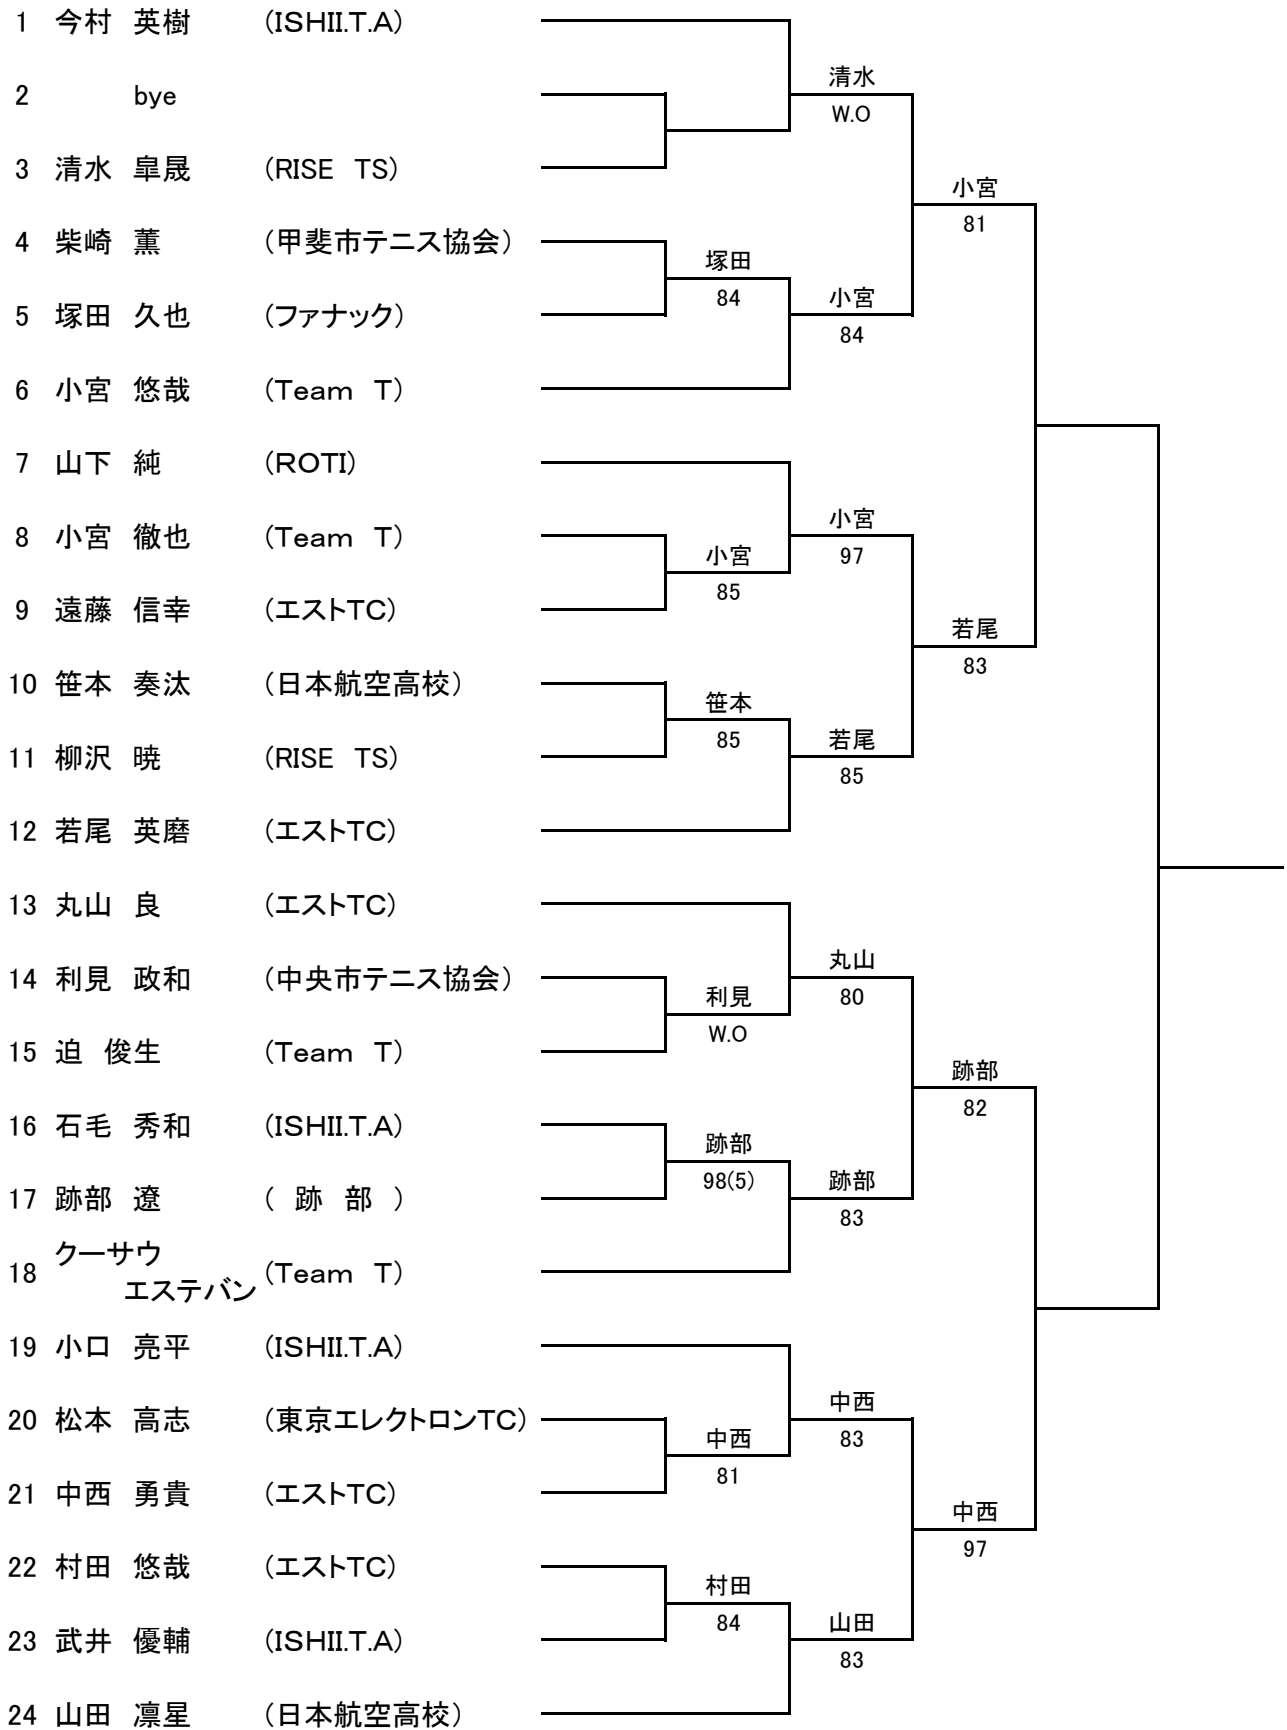 1 今村 英樹 (ISHII.T.A)
清水
2 bye
W.O
3 清水 皐晟 (RISE TS)
小宮
81
4 柴崎 薫 (甲斐市テニス協会)
塚田
84
小宮
5 塚田 久也 (ファナック)
84
6 小宮 悠哉 (Team T)
7 山下 純 (ROTI)
小宮
8 小宮 徹也 (Team T)
小宮
97
85
9 遠藤 信幸 (エストTC)
若尾
83
10 笹本 奏汰 (日本航空高校)
笹本
85
若尾
11 柳沢 暁 (RISE TS)
85
12 若尾 英磨 (エストTC)
13 丸山 良 (エストTC)
丸山
14 利見 政和 (中央市テニス協会)
利見
80
W.O
15 迫 俊生 (Team T)
跡部
82
16 石毛 秀和 (ISHII.T.A)
跡部
98(5)
跡部
17 跡部 遼 ( 跡 部 )
83
クーサウ
18 エステバン (Team T)
19 小口 亮平 (ISHII.T.A)
中西
20 松本 高志 (東京エレクトロンTC)
中西
83
81
21 中西 勇貴 (エストTC)
中西
97
22 村田 悠哉 (エストTC)
村田
84
山田
23 武井 優輔 (ISHII.T.A)
83
24 山田 凛星 (日本航空高校)